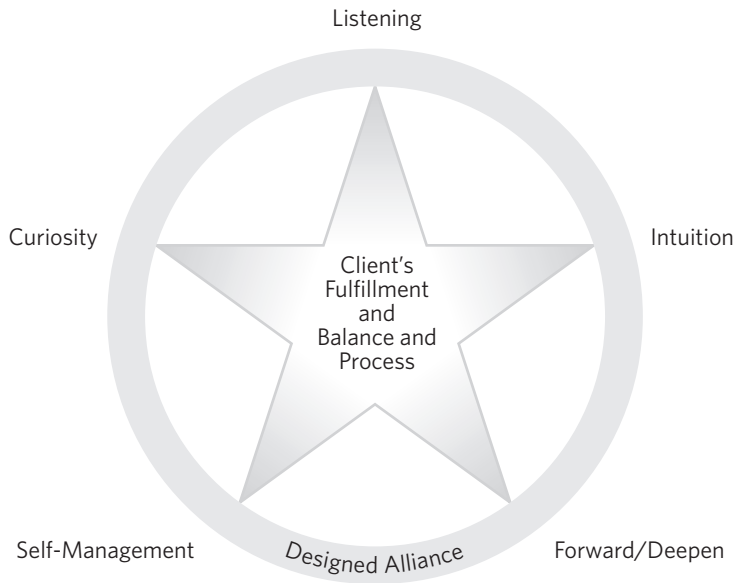 Listening
Curiosity
Intuition
Client's
Fulfillment
and
Balance and
Process
Self-Management
Designed Alliance
Forward/Deepen